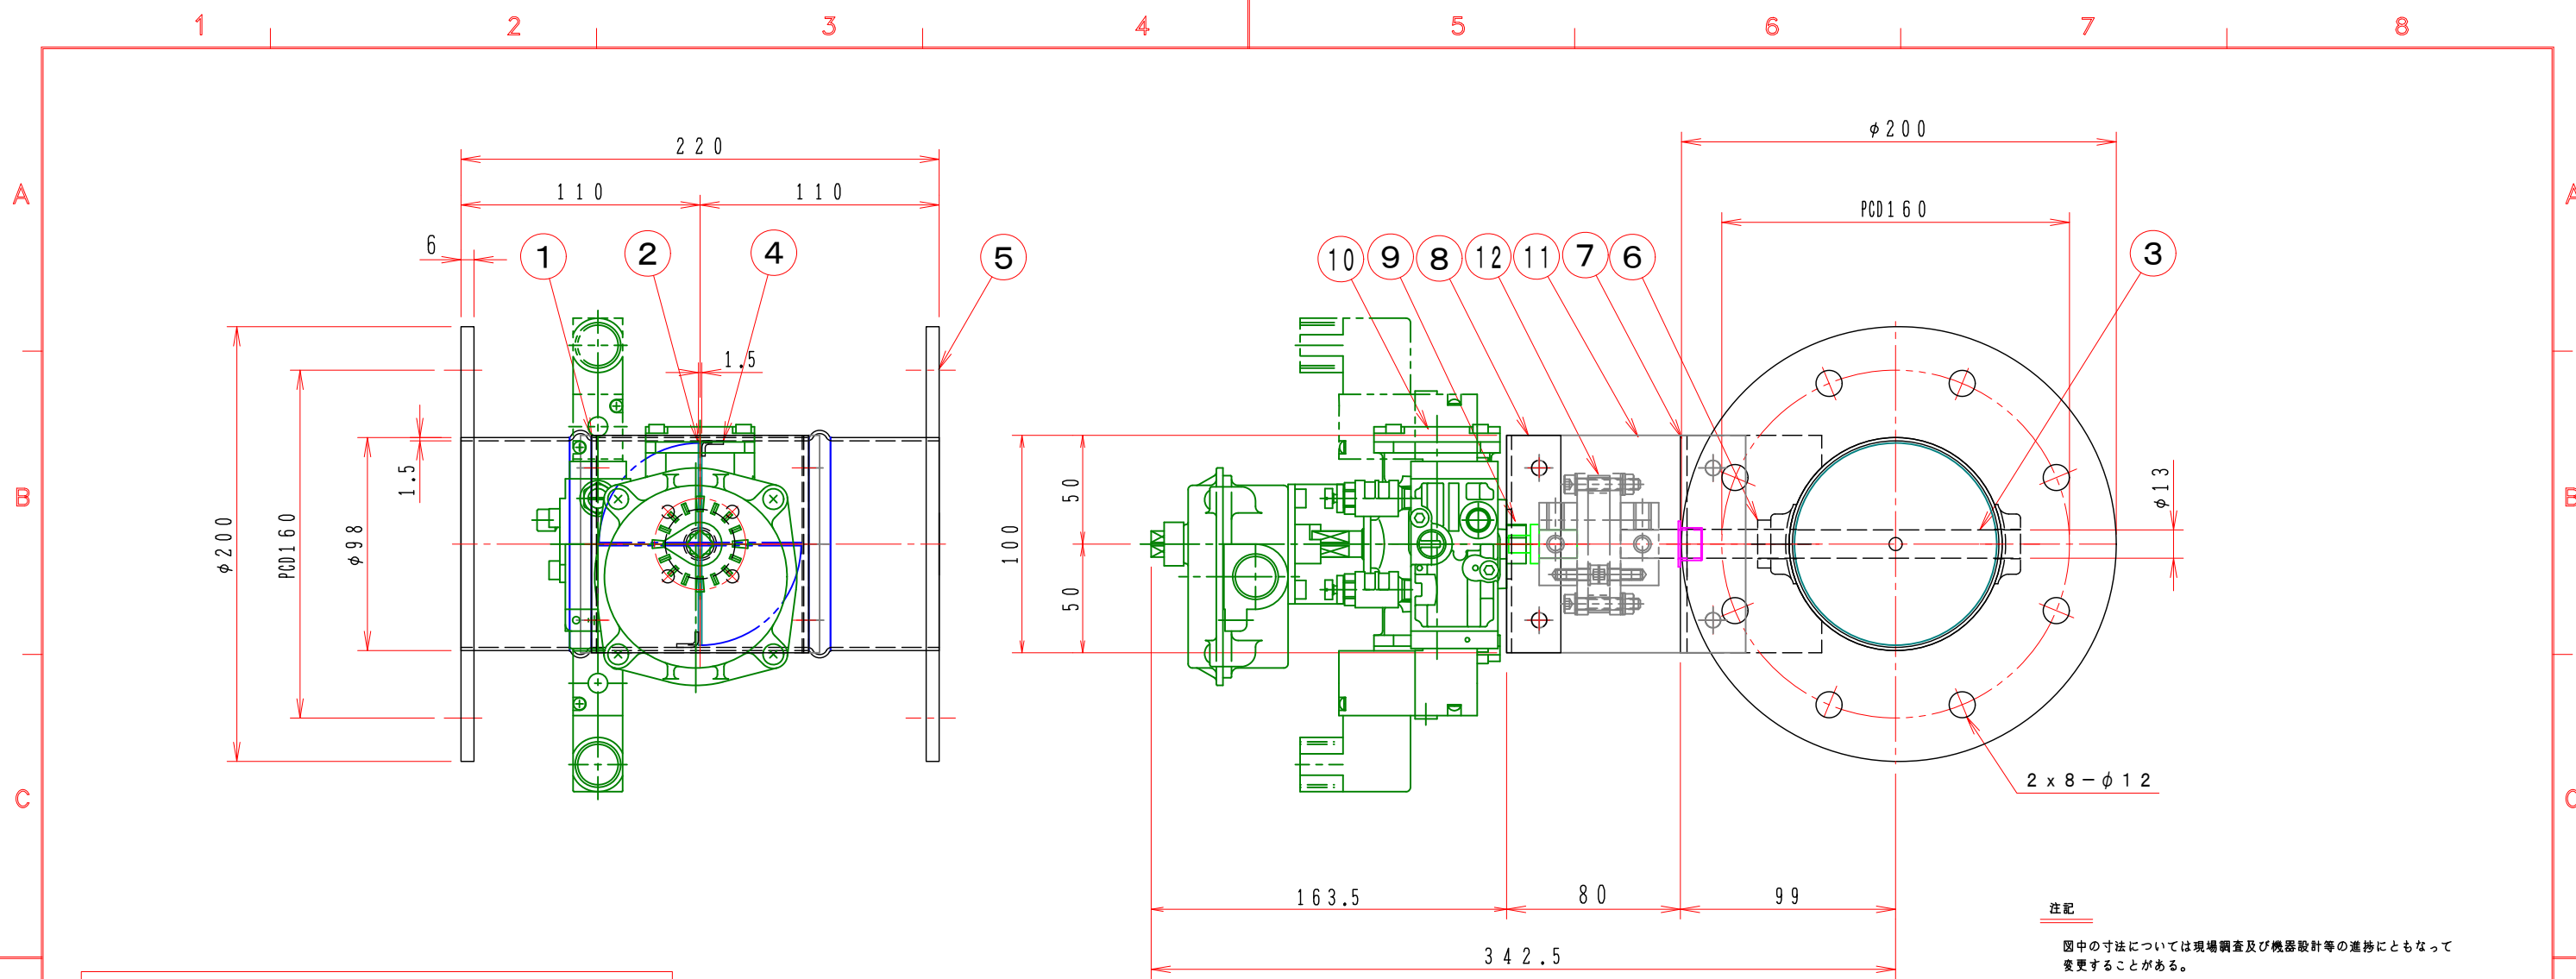 1 2 3 4 5 6 7 8
A A
B B
C C
220
110 110
6
① ② ④ ⑤
1.5
1.5
φ200
PCD160
φ98
φ200
PCD160
⑩ ⑨ ⑧ ⑫ ⑪ ⑦ ⑥ ③
50
100
50
φ13
2x8-φ12
163.5 80 99
342.5
注記
図中の寸法については現場調査及び機器設計等の進捗にともなって
変更することがある。